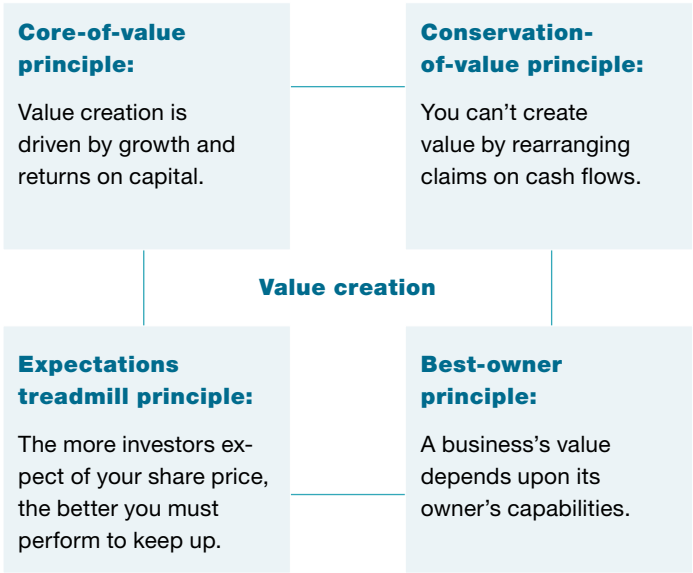 Core-of-value
principle:
Value creation is
driven by growth and
returns on capital.
Conservation-
of-value principle:
You can’t create
value by rearranging
claims on cash flows.
Value creation
Expectations
treadmill principle:
The more investors ex-
pect of your share price,
the better you must
perform to keep up.
Best-owner
principle:
A business’s value
depends upon its
owner’s capabilities.